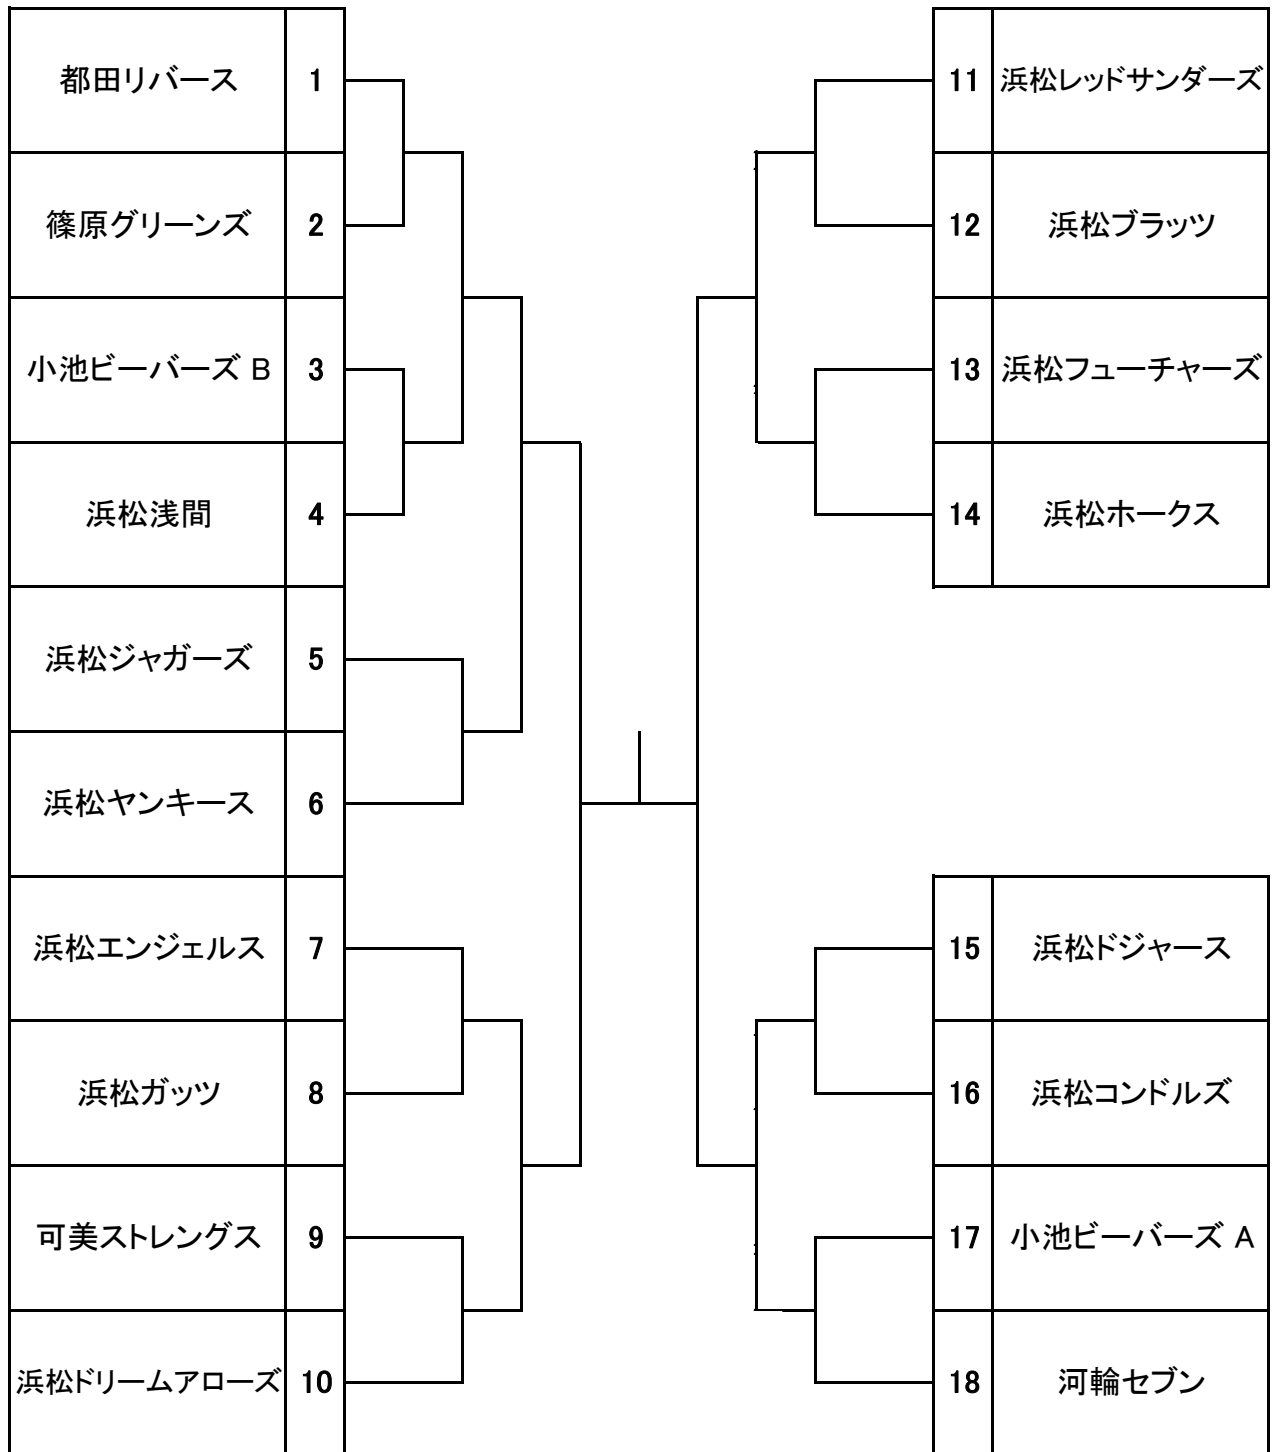 都田リバース 1
篠原グリーンズ 2
小池ビーバーズ B 3
浜松浅間 4
浜松ジャガーズ 5
浜松ヤンキース 6
浜松エンジェルス 7
浜松ガッツ 8
可美ストレングス 9
浜松ドリームアローズ 10
11 浜松レッドサンダーズ
12 浜松ブラッツ
13 浜松フューチャーズ
14 浜松ホークス
15 浜松ドジャース
16 浜松コンドルズ
17 小池ビーバーズ A
18 河輪セブン